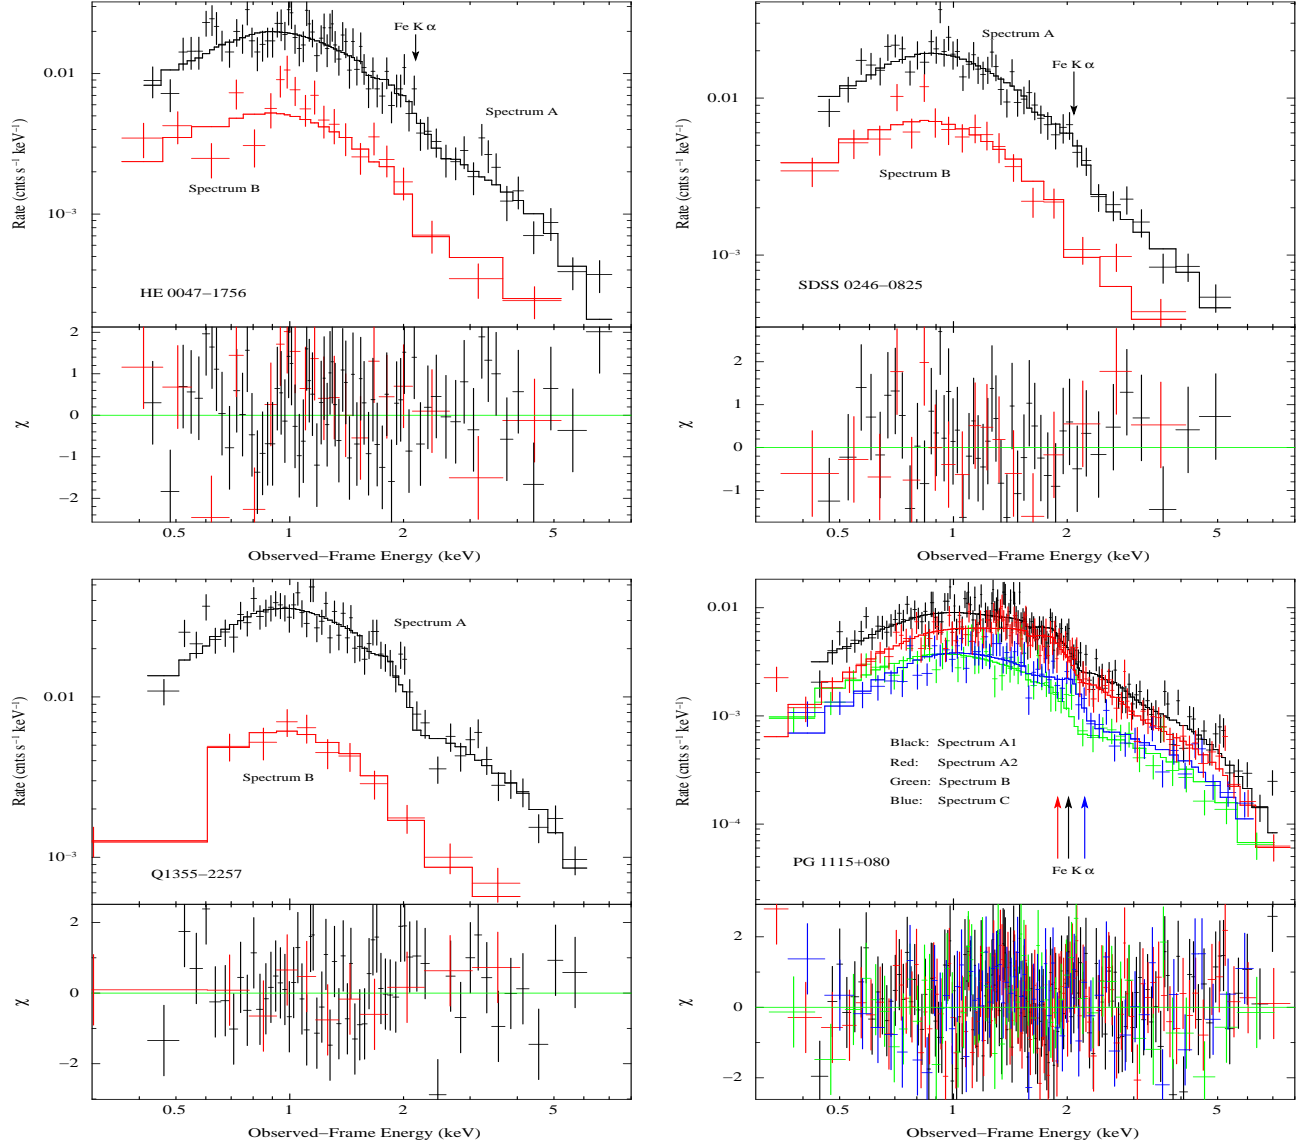 Rate (cnts s⁻¹ keV⁻¹)
0.01
10⁻³
Fe K α
Spectrum A
Spectrum B
HE 0047−1756
χ
2
1
0
−1
−2
0.5
1
2
5
Observed−Frame Energy (keV)
Rate (cnts s⁻¹ keV⁻¹)
0.01
10⁻³
Spectrum A
Fe K α
Spectrum B
SDSS 0246−0825
χ
2
1
0
−1
0.5
1
2
5
Observed−Frame Energy (keV)
Rate (cnts s⁻¹ keV⁻¹)
0.01
10⁻³
Spectrum A
Spectrum B
Q1355−2257
χ
2
0
−2
0.5
1
2
5
Observed−Frame Energy (keV)
Rate (cnts s⁻¹ keV⁻¹)
0.01
10⁻³
10⁻⁴
Black: Spectrum A1
Red: Spectrum A2
Green: Spectrum B
Blue: Spectrum C
Fe K α
PG 1115+080
χ
2
0
−2
0.5
1
2
5
Observed−Frame Energy (keV)